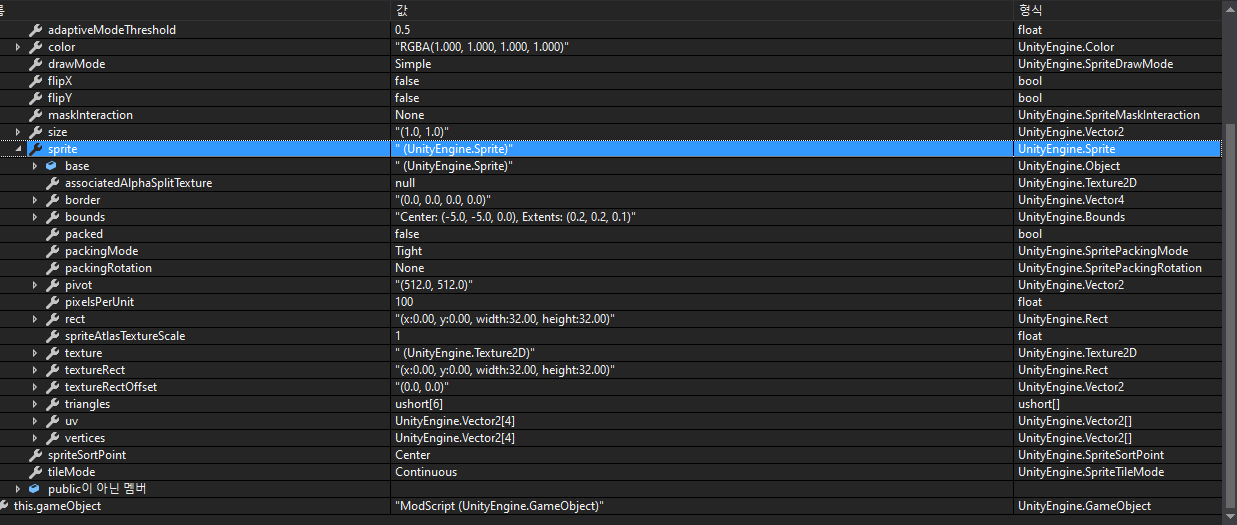 름 값 형식
adaptiveModeThreshold 0.5 float
color "RGBA(1.000, 1.000, 1.000, 1.000)" UnityEngine.Color
drawMode Simple UnityEngine.SpriteDrawMode
flipX false bool
flipY false bool
maskInteraction None UnityEngine.SpriteMaskInteraction
size "(1.0, 1.0)" UnityEngine.Vector2
sprite " (UnityEngine.Sprite)" UnityEngine.Sprite
base " (UnityEngine.Sprite)" UnityEngine.Object
associatedAlphaSplitTexture null UnityEngine.Texture2D
border "(0.0, 0.0, 0.0, 0.0)" UnityEngine.Vector4
bounds "Center: (-5.0, -5.0, 0.0), Extents: (0.2, 0.2, 0.1)" UnityEngine.Bounds
packed false bool
packingMode Tight UnityEngine.SpritePackingMode
packingRotation None UnityEngine.SpritePackingRotation
pivot "(512.0, 512.0)" UnityEngine.Vector2
pixelsPerUnit 100 float
rect "(x:0.00, y:0.00, width:32.00, height:32.00)" UnityEngine.Rect
spriteAtlasTextureScale 1 float
texture " (UnityEngine.Texture2D)" UnityEngine.Texture2D
textureRect "(x:0.00, y:0.00, width:32.00, height:32.00)" UnityEngine.Rect
textureRectOffset "(0.0, 0.0)" UnityEngine.Vector2
triangles ushort[6] ushort[]
uv UnityEngine.Vector2[4] UnityEngine.Vector2[]
vertices UnityEngine.Vector2[4] UnityEngine.Vector2[]
spriteSortPoint Center UnityEngine.SpriteSortPoint
tileMode Continuous UnityEngine.SpriteTileMode
public이 아닌 멤버
this.gameObject "ModScript (UnityEngine.GameObject)" UnityEngine.GameObject